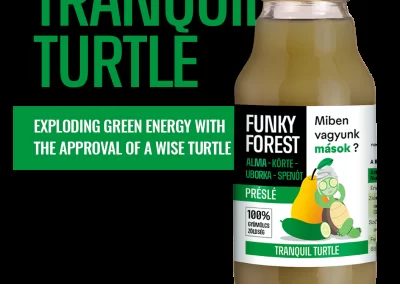 TRANQUIL
TURTLE
EXPLODING GREEN ENERGY WITH
THE APPROVAL OF A WISE TURTLE
FUNKY
FOREST
ALMA - KÖRTE -
UBORKA - SPENÓT
PRÉSLÉ
100%
GYÜMÖLCS
ZÖLDSÉG
Miben
vagyunk
mások ?
TRANQUIL TURTLE